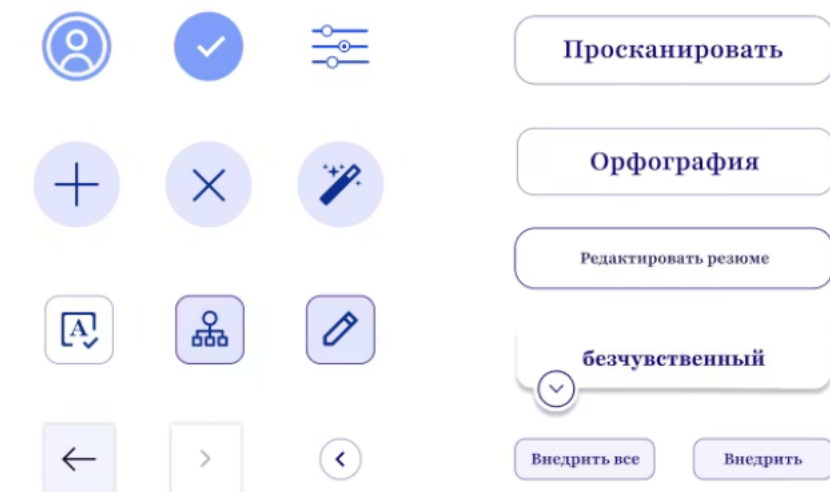 Просканировать
Орфография
Редактировать резюме
A
безчувственный
Внедрить все
Внедрить